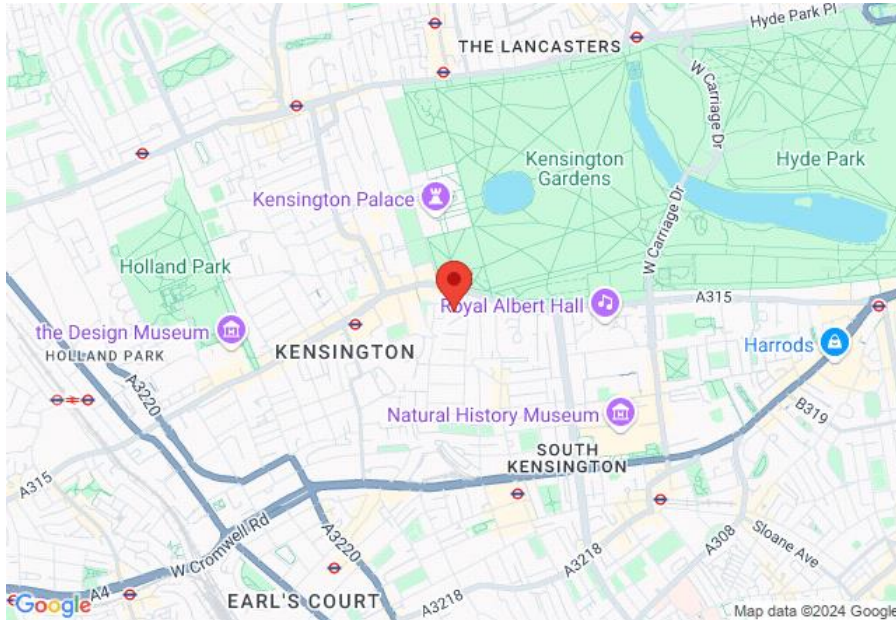 Hyde Park Pl
THE LANCASTERS
W Carriage Dr
Kensington
Gardens
Hyde Park
Kensington Palace
W Carriage Dr
Holland Park
Royal Albert Hall
A315
the Design Museum
HOLLAND PARK
KENSINGTON
Harrods
A3220
B319
Natural History Museum
SOUTH
KENSINGTON
A315
W Cromwell Rd
A3220
A308
Sloane Ave
A3218
A4
EARL'S COURT
A3218
Google
Map data ©2024 Google